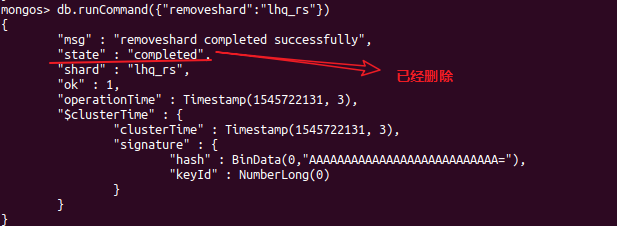 mongos> db.runCommand({"removeshard":"lhq_rs"})
{
"msg" : "removeshard completed successfully",
"state" : "completed",
"shard" : "lhq_rs",
已经删除
"ok" : 1,
"operationTime" : Timestamp(1545722131, 3),
"$clusterTime" : {
"clusterTime" : Timestamp(1545722131, 3),
"signature" : {
"hash" : BinData(0,"AAAAAAAAAAAAAAAAAAAAAAAAAAA="),
"keyId" : NumberLong(0)
}
}
}